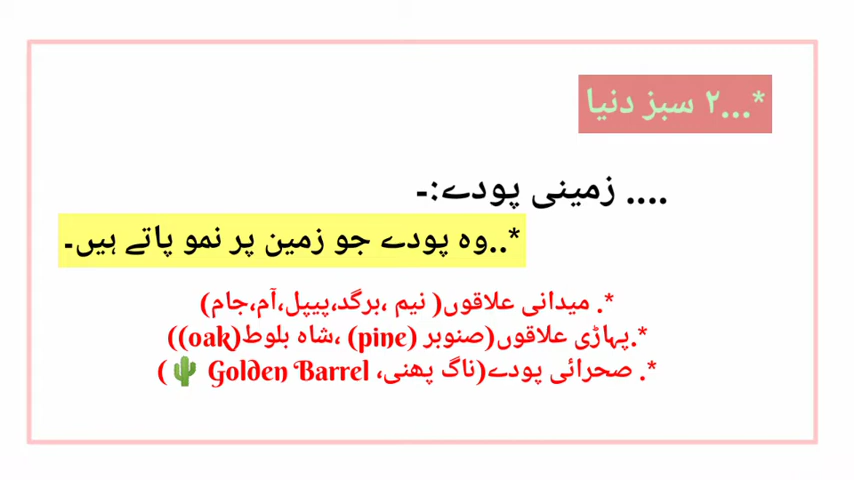 *...۲ سبز دنیا
.... زمینی پودے:۔
*..وہ پودے جو زمین پر نمو پاتے ہیں۔
*. میدانی علاقوں( نیم ،برگد،پیپل،آم،جام)
*.پہاڑی علاقوں(صنوبر (pine) ،شاہ بلوط(oak))
*. صحرائی پودے(ناگ پھنی، Golden Barrel 🌵 )